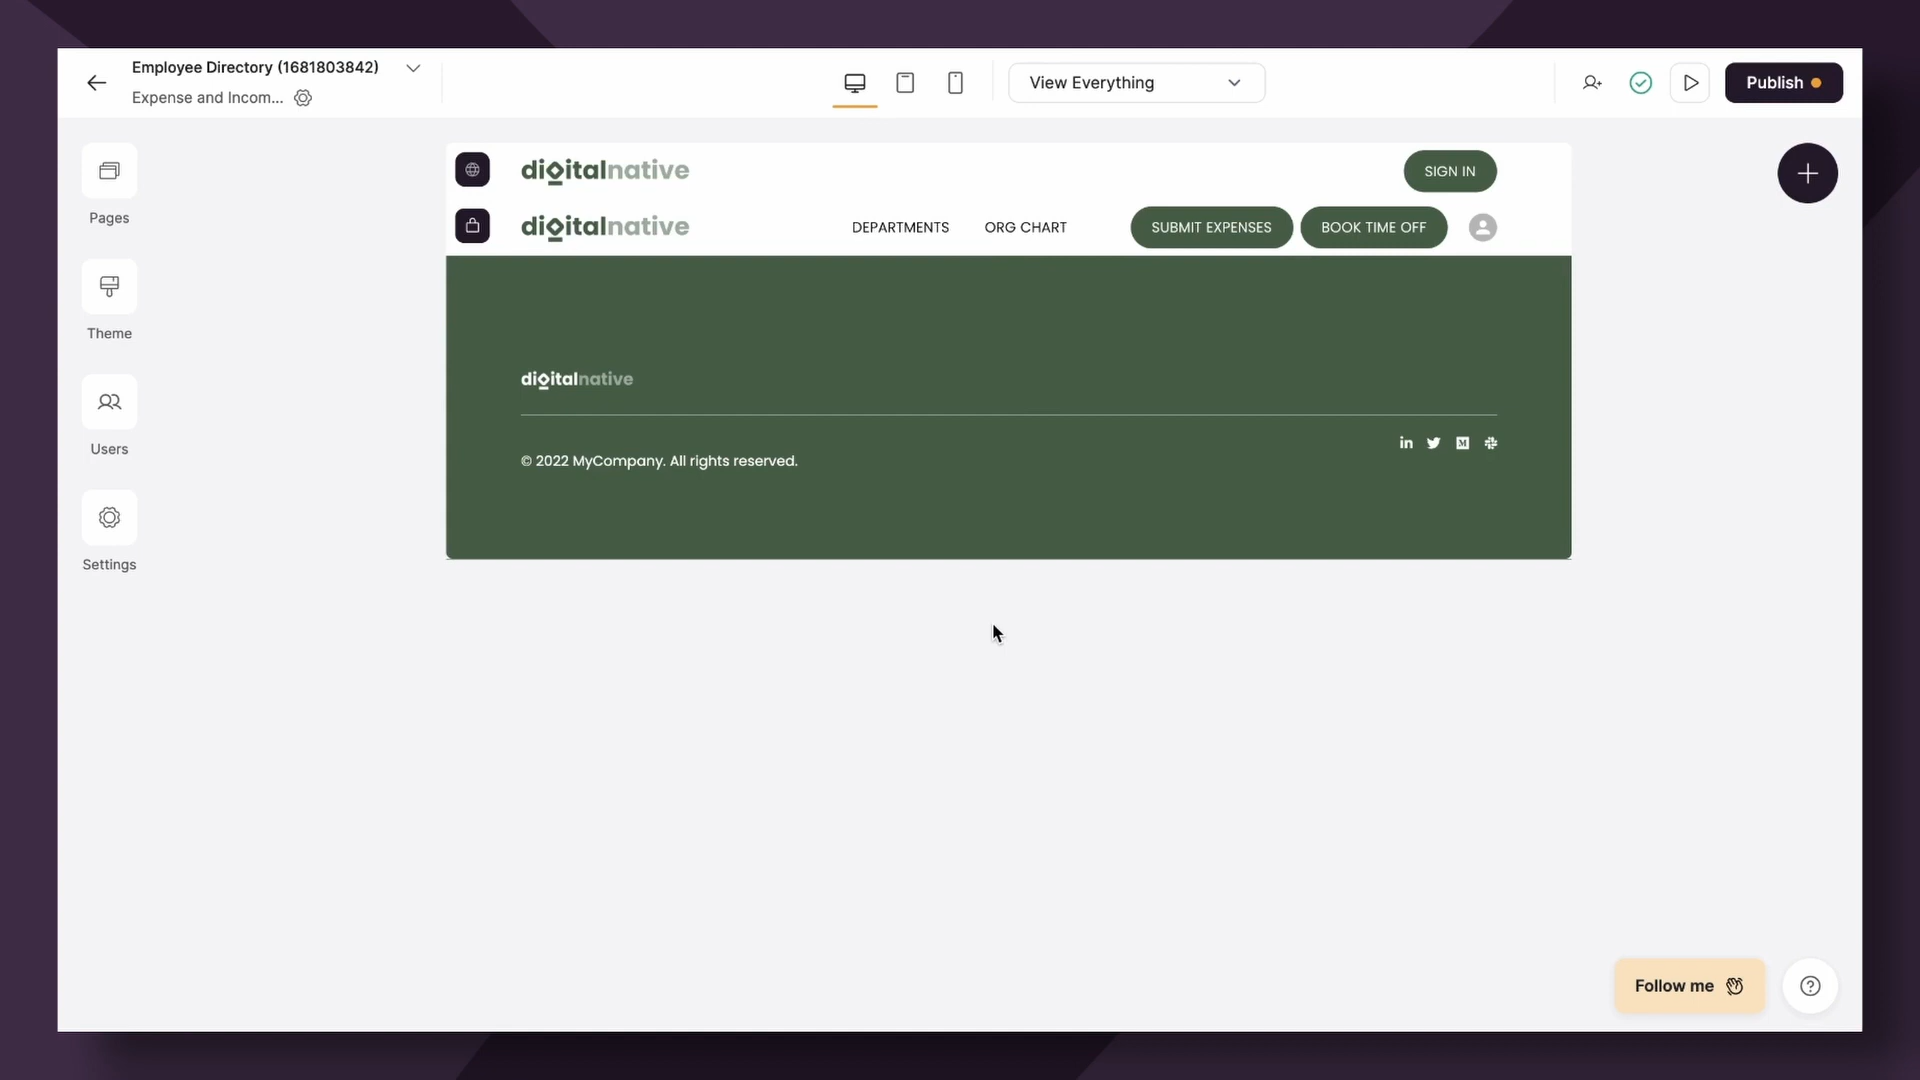 Employee Directory (1681803842)
Expense and Incom...
View Everything
Publish
Pages
Theme
Users
Settings
digitalnative
SIGN IN
digitalnative
DEPARTMENTS
ORG CHART
SUBMIT EXPENSES
BOOK TIME OFF
digitalnative
© 2022 MyCompany. All rights reserved.
Follow me